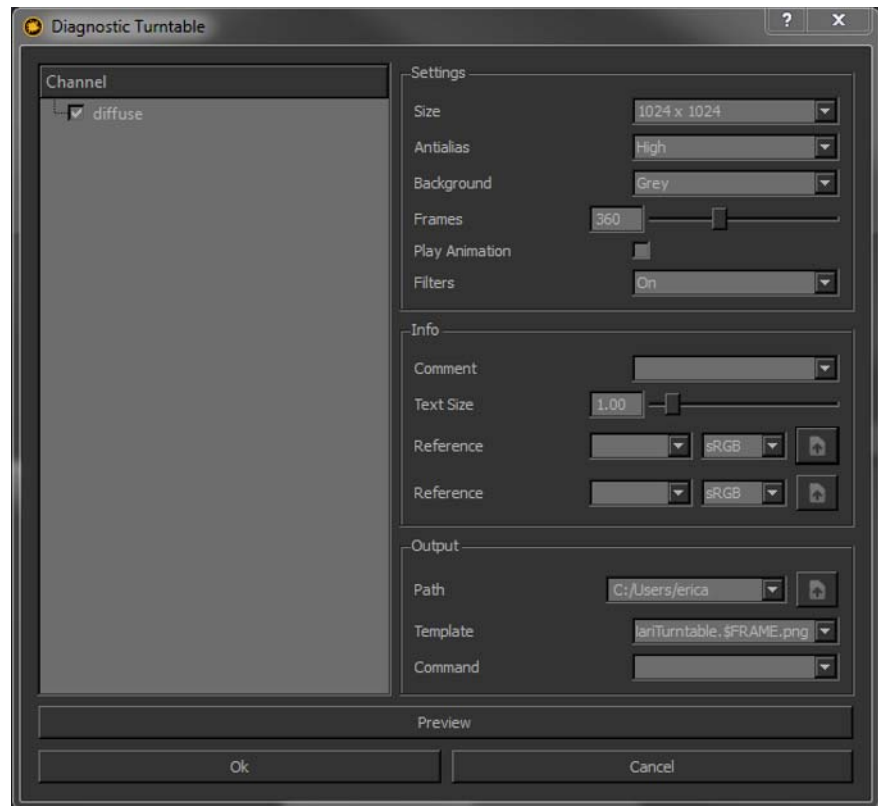 Diagnostic Turntable
?
X
Channel
diffuse
Settings
Size 1024 x 1024
Antialias High
Background Grey
Frames 360
Play Animation
Filters On
Info
Comment
Text Size 1.00
Reference sRGB
Reference sRGB
Output
Path C:/Users/erica
Template lariTurntable.$FRAME.png
Command
Preview
Ok Cancel